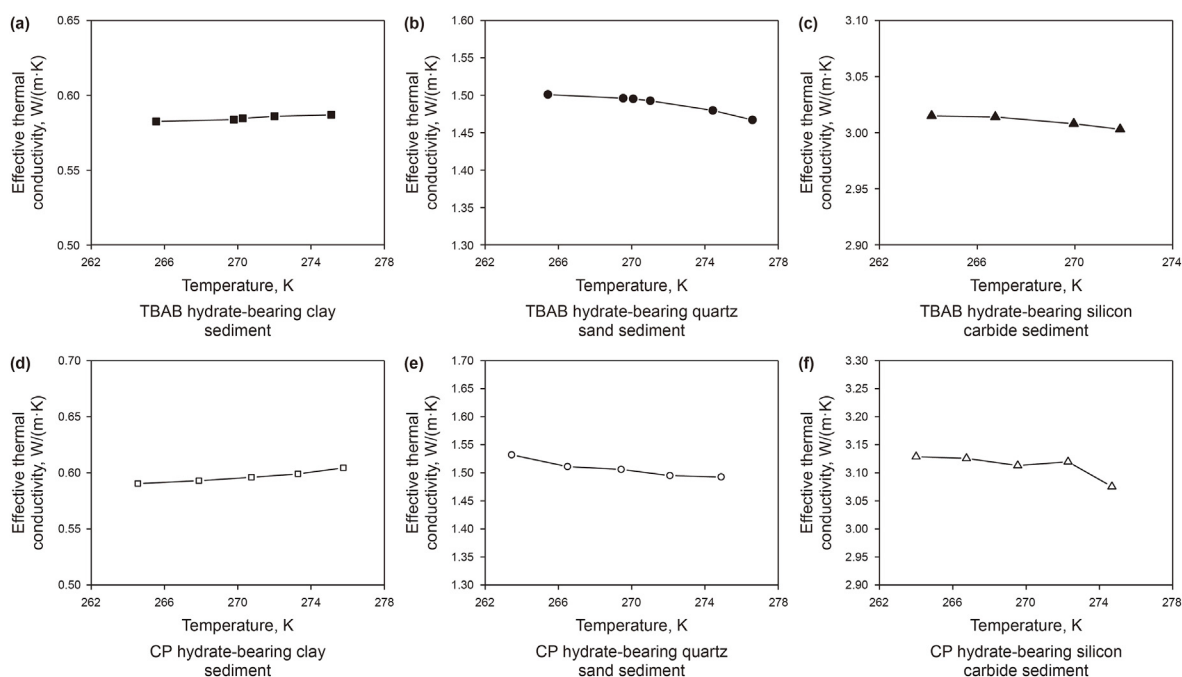 (a)
0.65
0.60
0.55
0.50
Effective thermal
conductivity, W/(m·K)
262 266 270 274 278
Temperature, K
TBAB hydrate-bearing clay
sediment
(b)
1.60
1.55
1.50
1.45
1.40
1.35
1.30
Effective thermal
conductivity, W/(m·K)
262 266 270 274 278
Temperature, K
TBAB hydrate-bearing quartz
sand sediment
(c)
3.10
3.05
3.00
2.95
2.90
Effective thermal
conductivity, W/(m·K)
262 266 270 274
Temperature, K
TBAB hydrate-bearing silicon
carbide sediment
(d)
0.70
0.65
0.60
0.55
0.50
Effective thermal
conductivity, W/(m·K)
262 266 270 274 278
Temperature, K
CP hydrate-bearing clay
sediment
(e)
1.70
1.60
1.50
1.40
1.30
Effective thermal
conductivity, W/(m·K)
262 266 270 274 278
Temperature, K
CP hydrate-bearing quartz
sand sediment
(f)
3.30
3.25
3.20
3.15
3.10
3.05
3.00
2.95
2.90
Effective thermal
conductivity, W/(m·K)
262 266 270 274 278
Temperature, K
CP hydrate-bearing silicon
carbide sediment